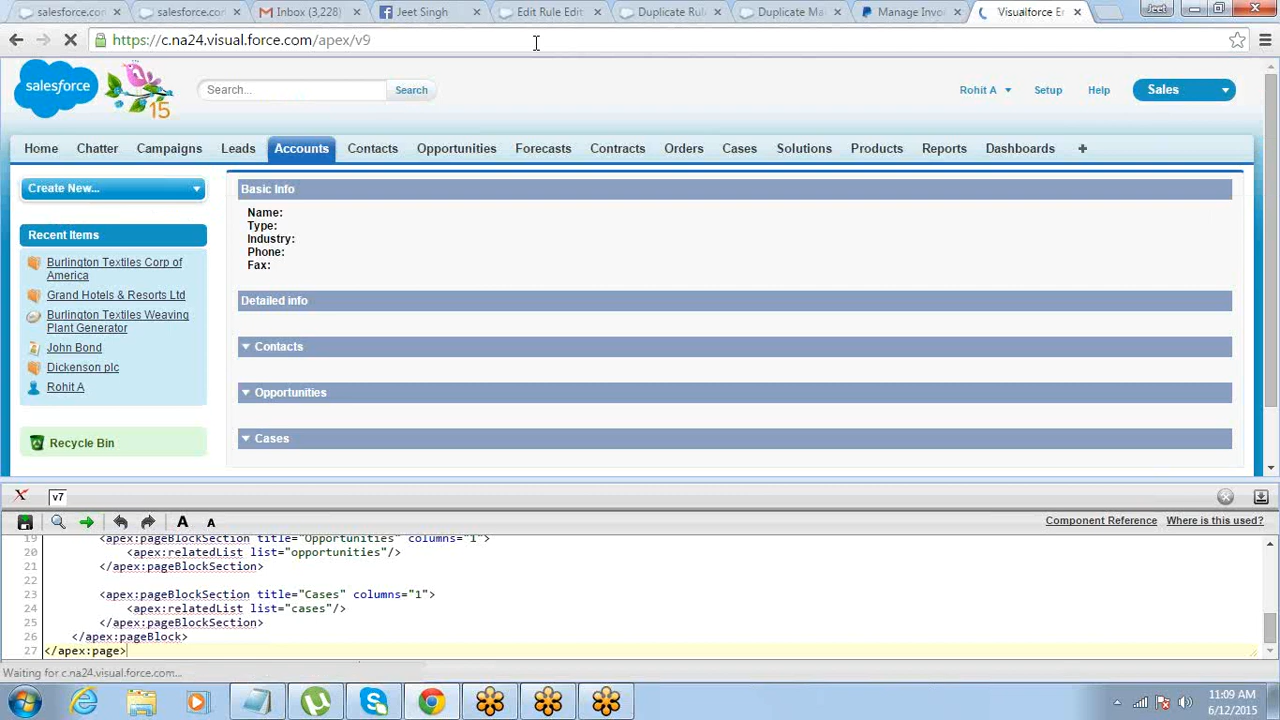 salesforce.com
salesforce.con
Inbox (3,228)
Jeet Singh
Edit Rule Edit
Duplicate Rul
Duplicate Ma
Manage Invoi
Visualforce Er
Jeet
https://c.na24.visual.force.com/apex/v9
salesforce
15
Search...
Search
Rohit A
Setup
Help
Sales
Home
Chatter
Campaigns
Leads
Accounts
Contacts
Opportunities
Forecasts
Contracts
Orders
Cases
Solutions
Products
Reports
Dashboards
Create New...
Recent Items
Burlington Textiles Corp of
America
Grand Hotels & Resorts Ltd
Burlington Textiles Weaving
Plant Generator
John Bond
Dickenson plc
Rohit A
Recycle Bin
Basic Info
Name:
Type:
Industry:
Phone:
Fax:
Detailed info
Contacts
Opportunities
Cases
v7
A A
Component Reference
Where is this used?
19 <apex:pageBlockSection title="Opportunities" columns="1">
20 <apex:relatedList list="opportunities"/>
21 </apex:pageBlockSection>
22
23 <apex:pageBlockSection title="Cases" columns="1">
24 <apex:relatedList list="cases"/>
25 </apex:pageBlockSection>
26 </apex:pageBlock>
27 </apex:page>
Waiting for c.na24.visual.force.com...
11:09 AM
6/12/2015